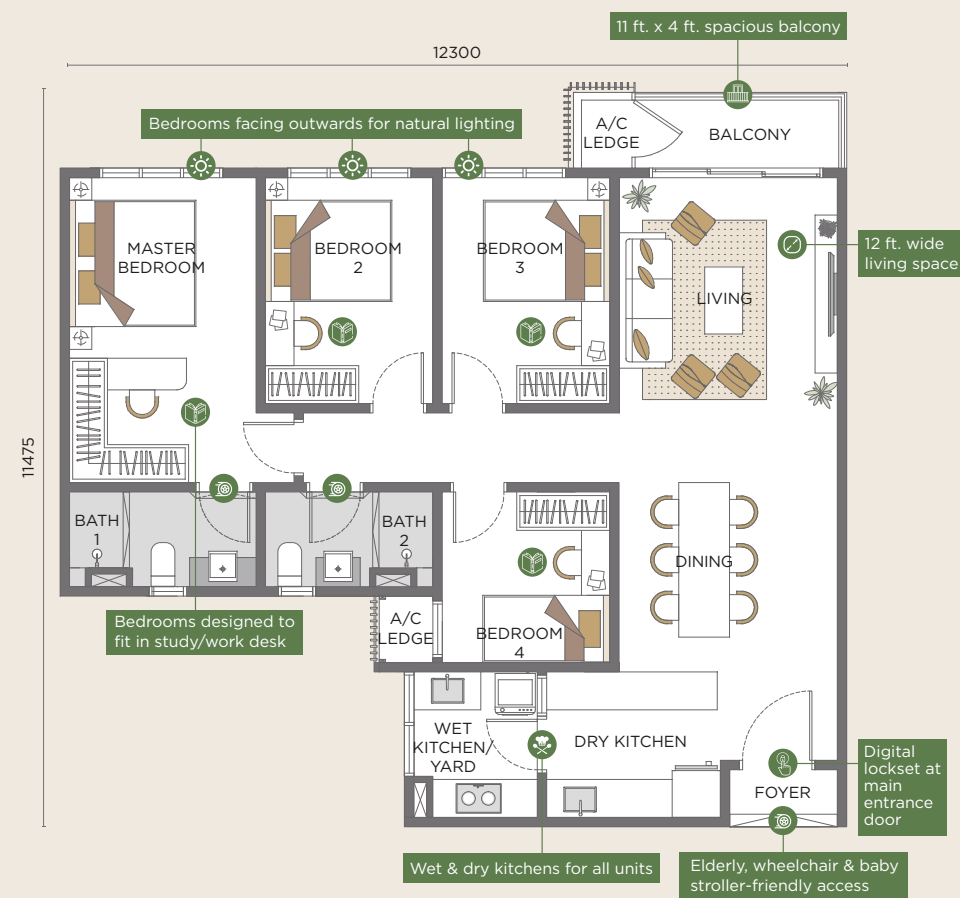 11 ft. x 4 ft. spacious balcony
12300
Bedrooms facing outwards for natural lighting
A/C
LEDGE
BALCONY
MASTER
BEDROOM
BEDROOM
2
BEDROOM
3
12 ft. wide
living space
LIVING
11475
BATH
1
BATH
2
DINING
Bedrooms designed to
fit in study/work desk
A/C
LEDGE
BEDROOM
4
WET
KITCHEN/
YARD
DRY KITCHEN
FOYER
Digital
lockset at
main
entrance
door
Wet & dry kitchens for all units
Elderly, wheelchair & baby
stroller-friendly access